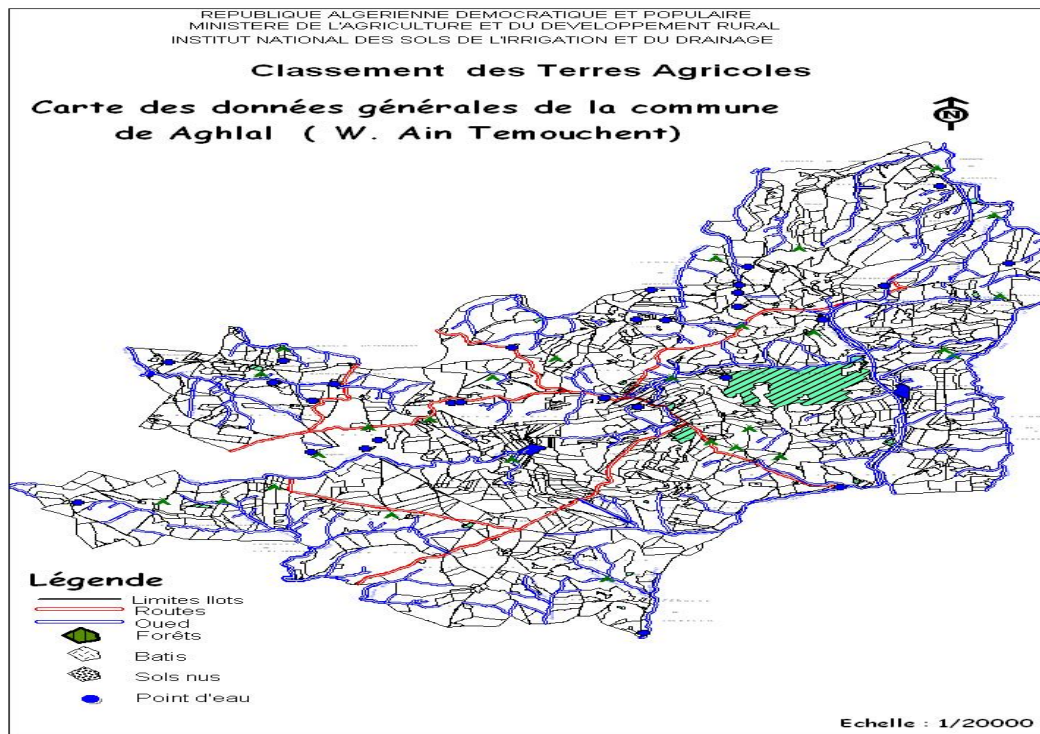 REPUBLIQUE ALGERIENNE DEMOCRATIQUE ET POPULAIRE
MINISTERE DE L'AGRICULTURE ET DU DEVELOPPEMENT RURAL
INSTITUT NATIONAL DES SOLS DE L'IRRIGATION ET DU DRAINAGE
Classement des Terres Agricoles
Carte des données générales de la commune
de Aghlal ( W. Ain Temouchent)
N
Légende
Limites Ilots
Routes
Oued
Forêts
Batis
Sols nus
Point d'eau
Echelle : 1/20000